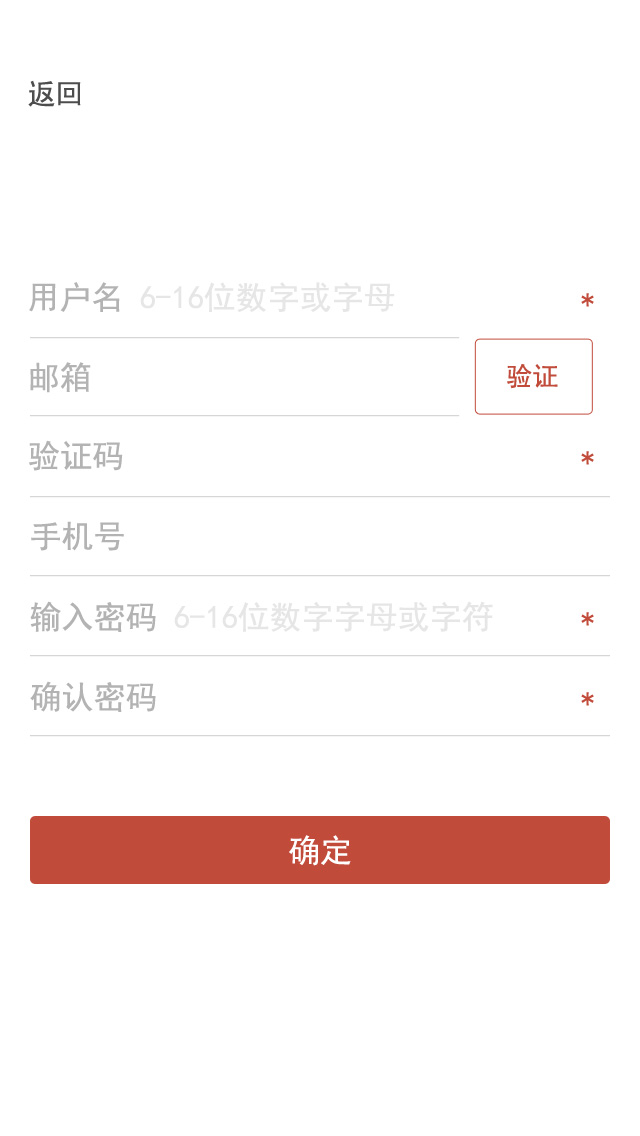 返回
用户名 6-16位数字或字母 *
邮箱 验证
验证码 *
手机号
输入密码 6-16位数字字母或字符 *
确认密码 *
确定